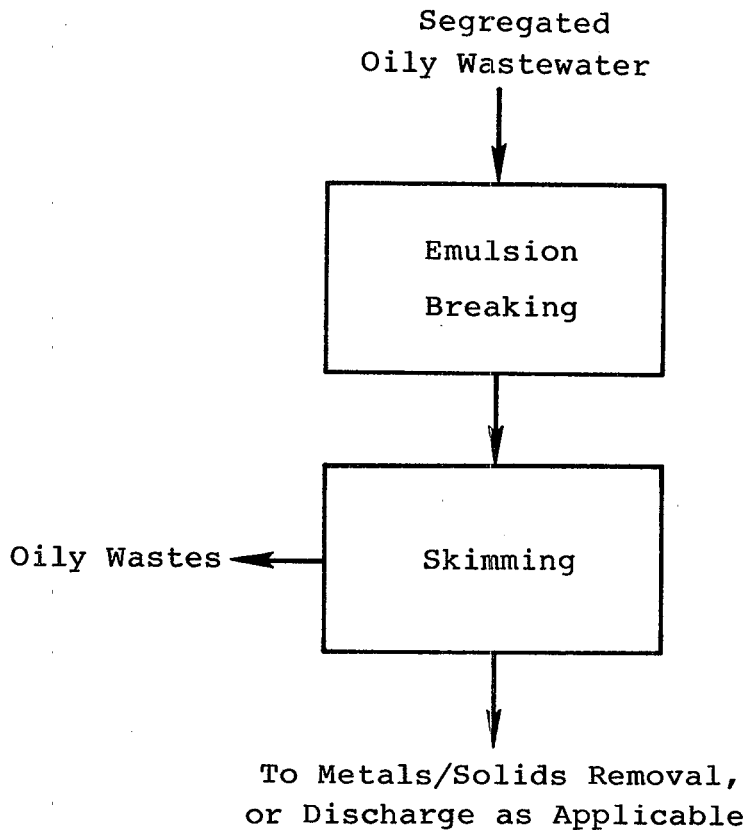 Segregated
Oily Wastewater
Emulsion
Breaking
Oily Wastes
Skimming
To Metals/Solids Removal,
or Discharge as Applicable